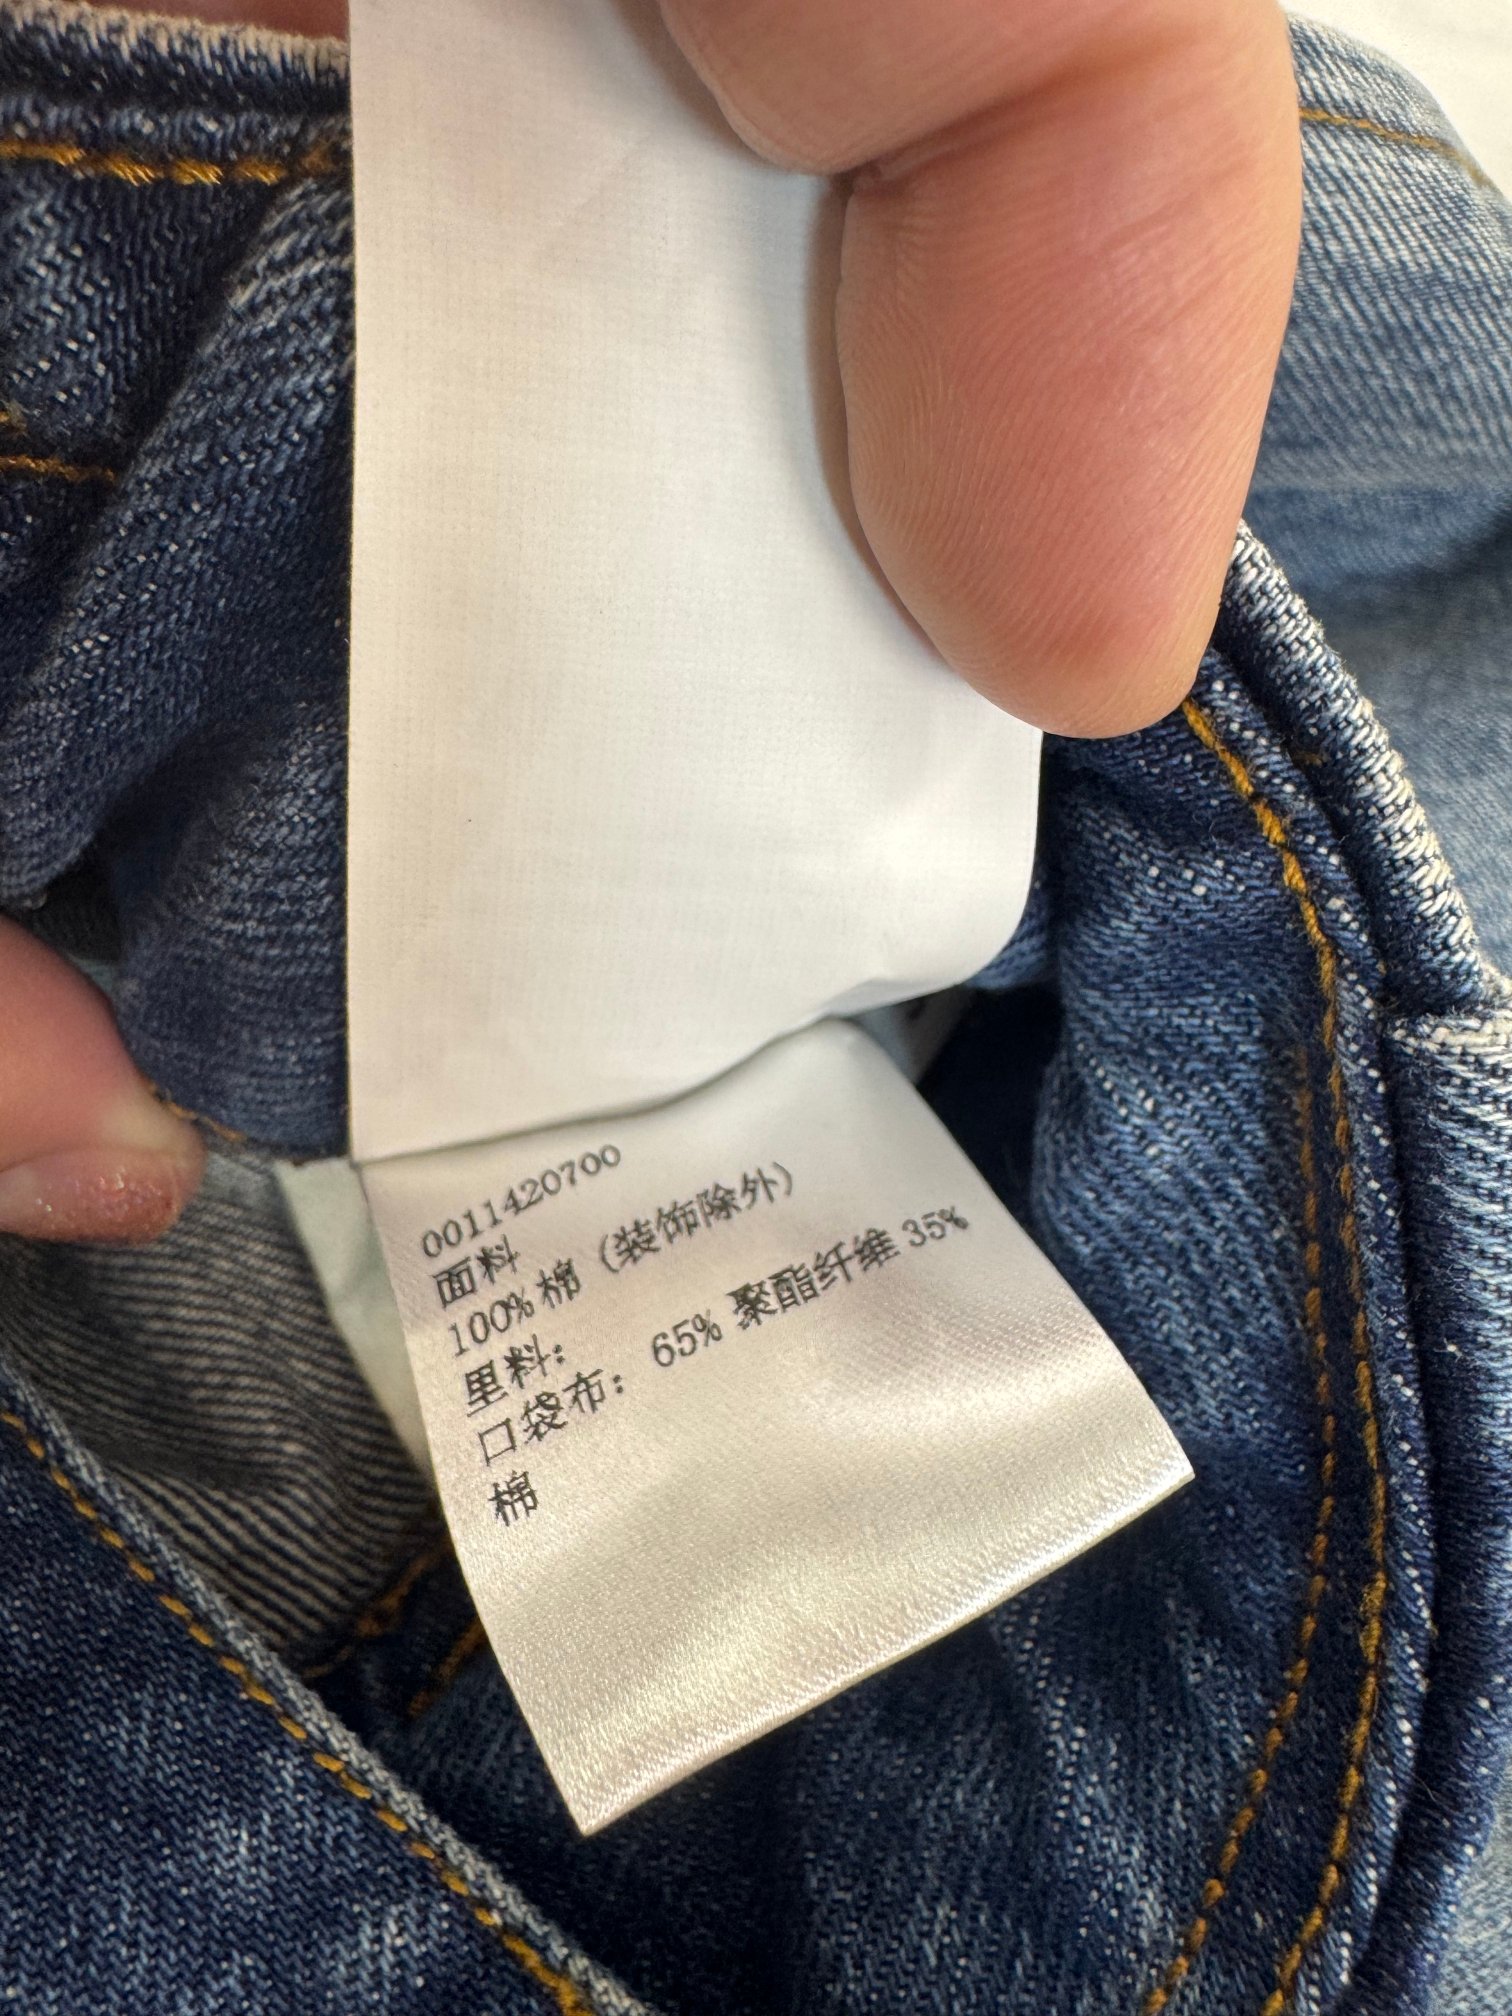 0011420700
面料
100% 棉 (装饰除外)
里料:
口袋布: 65% 聚酯纤维 35%
棉